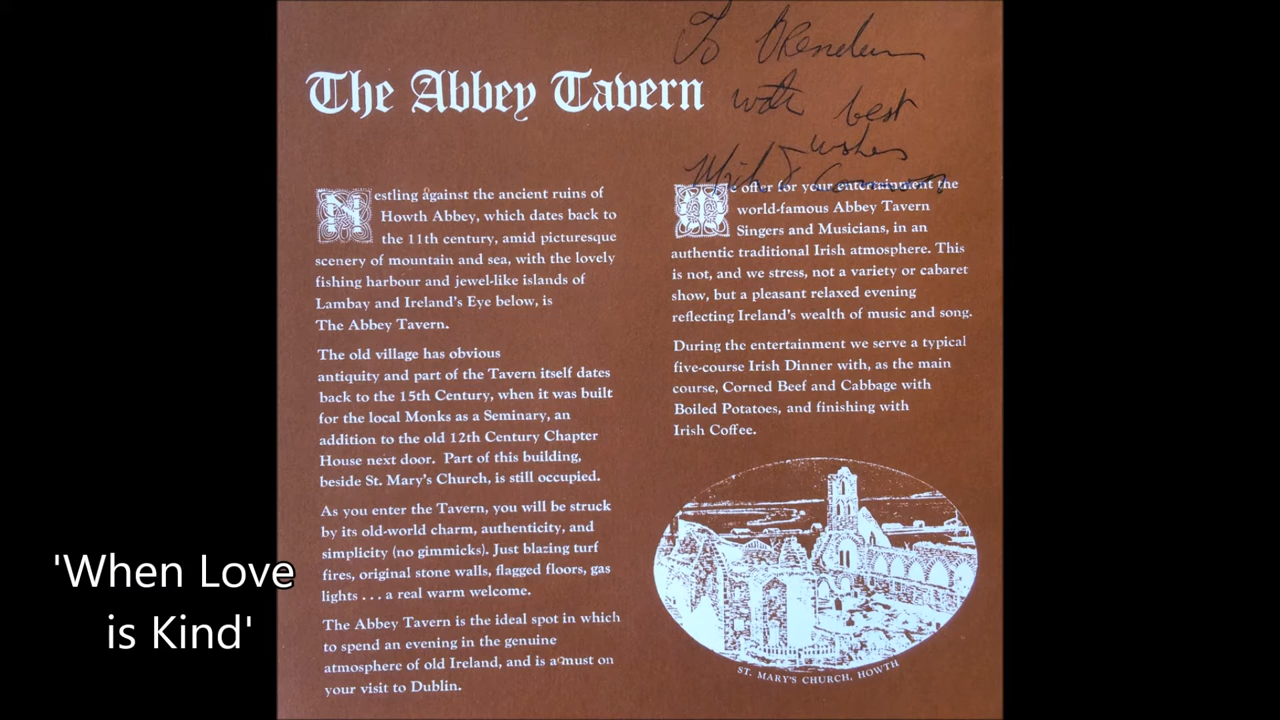 The Abbey Tavern
To Brendan
with best
wishes
Nestling against the ancient ruins of
Howth Abbey, which dates back to
the 11th century, amid picturesque
scenery of mountain and sea, with the lovely
fishing harbour and jewel-like islands of
Lambay and Ireland's Eye below, is
The Abbey Tavern.
The old village has obvious
antiquity and part of the Tavern itself dates
back to the 15th Century, when it was built
for the local Monks as a Seminary, an
addition to the old 12th Century Chapter
House next door. Part of this building,
beside St. Mary's Church, is still occupied.
As you enter the Tavern, you will be struck
by its old-world charm, authenticity, and
simplicity (no gimmicks). Just blazing turf
fires, original stone walls, flagged floors, gas
lights . . . a real warm welcome.
The Abbey Tavern is the ideal spot in which
to spend an evening in the genuine
atmosphere of old Ireland, and is a must on
your visit to Dublin.
offer for your entertainment the
world-famous Abbey Tavern
Singers and Musicians, in an
authentic traditional Irish atmosphere. This
is not, and we stress, not a variety or cabaret
show, but a pleasant relaxed evening
reflecting Ireland's wealth of music and song.
During the entertainment we serve a typical
five-course Irish Dinner with, as the main
course, Corned Beef and Cabbage with
Boiled Potatoes, and finishing with
Irish Coffee.
ST. MARY'S CHURCH, HOWTH
'When Love
is Kind'